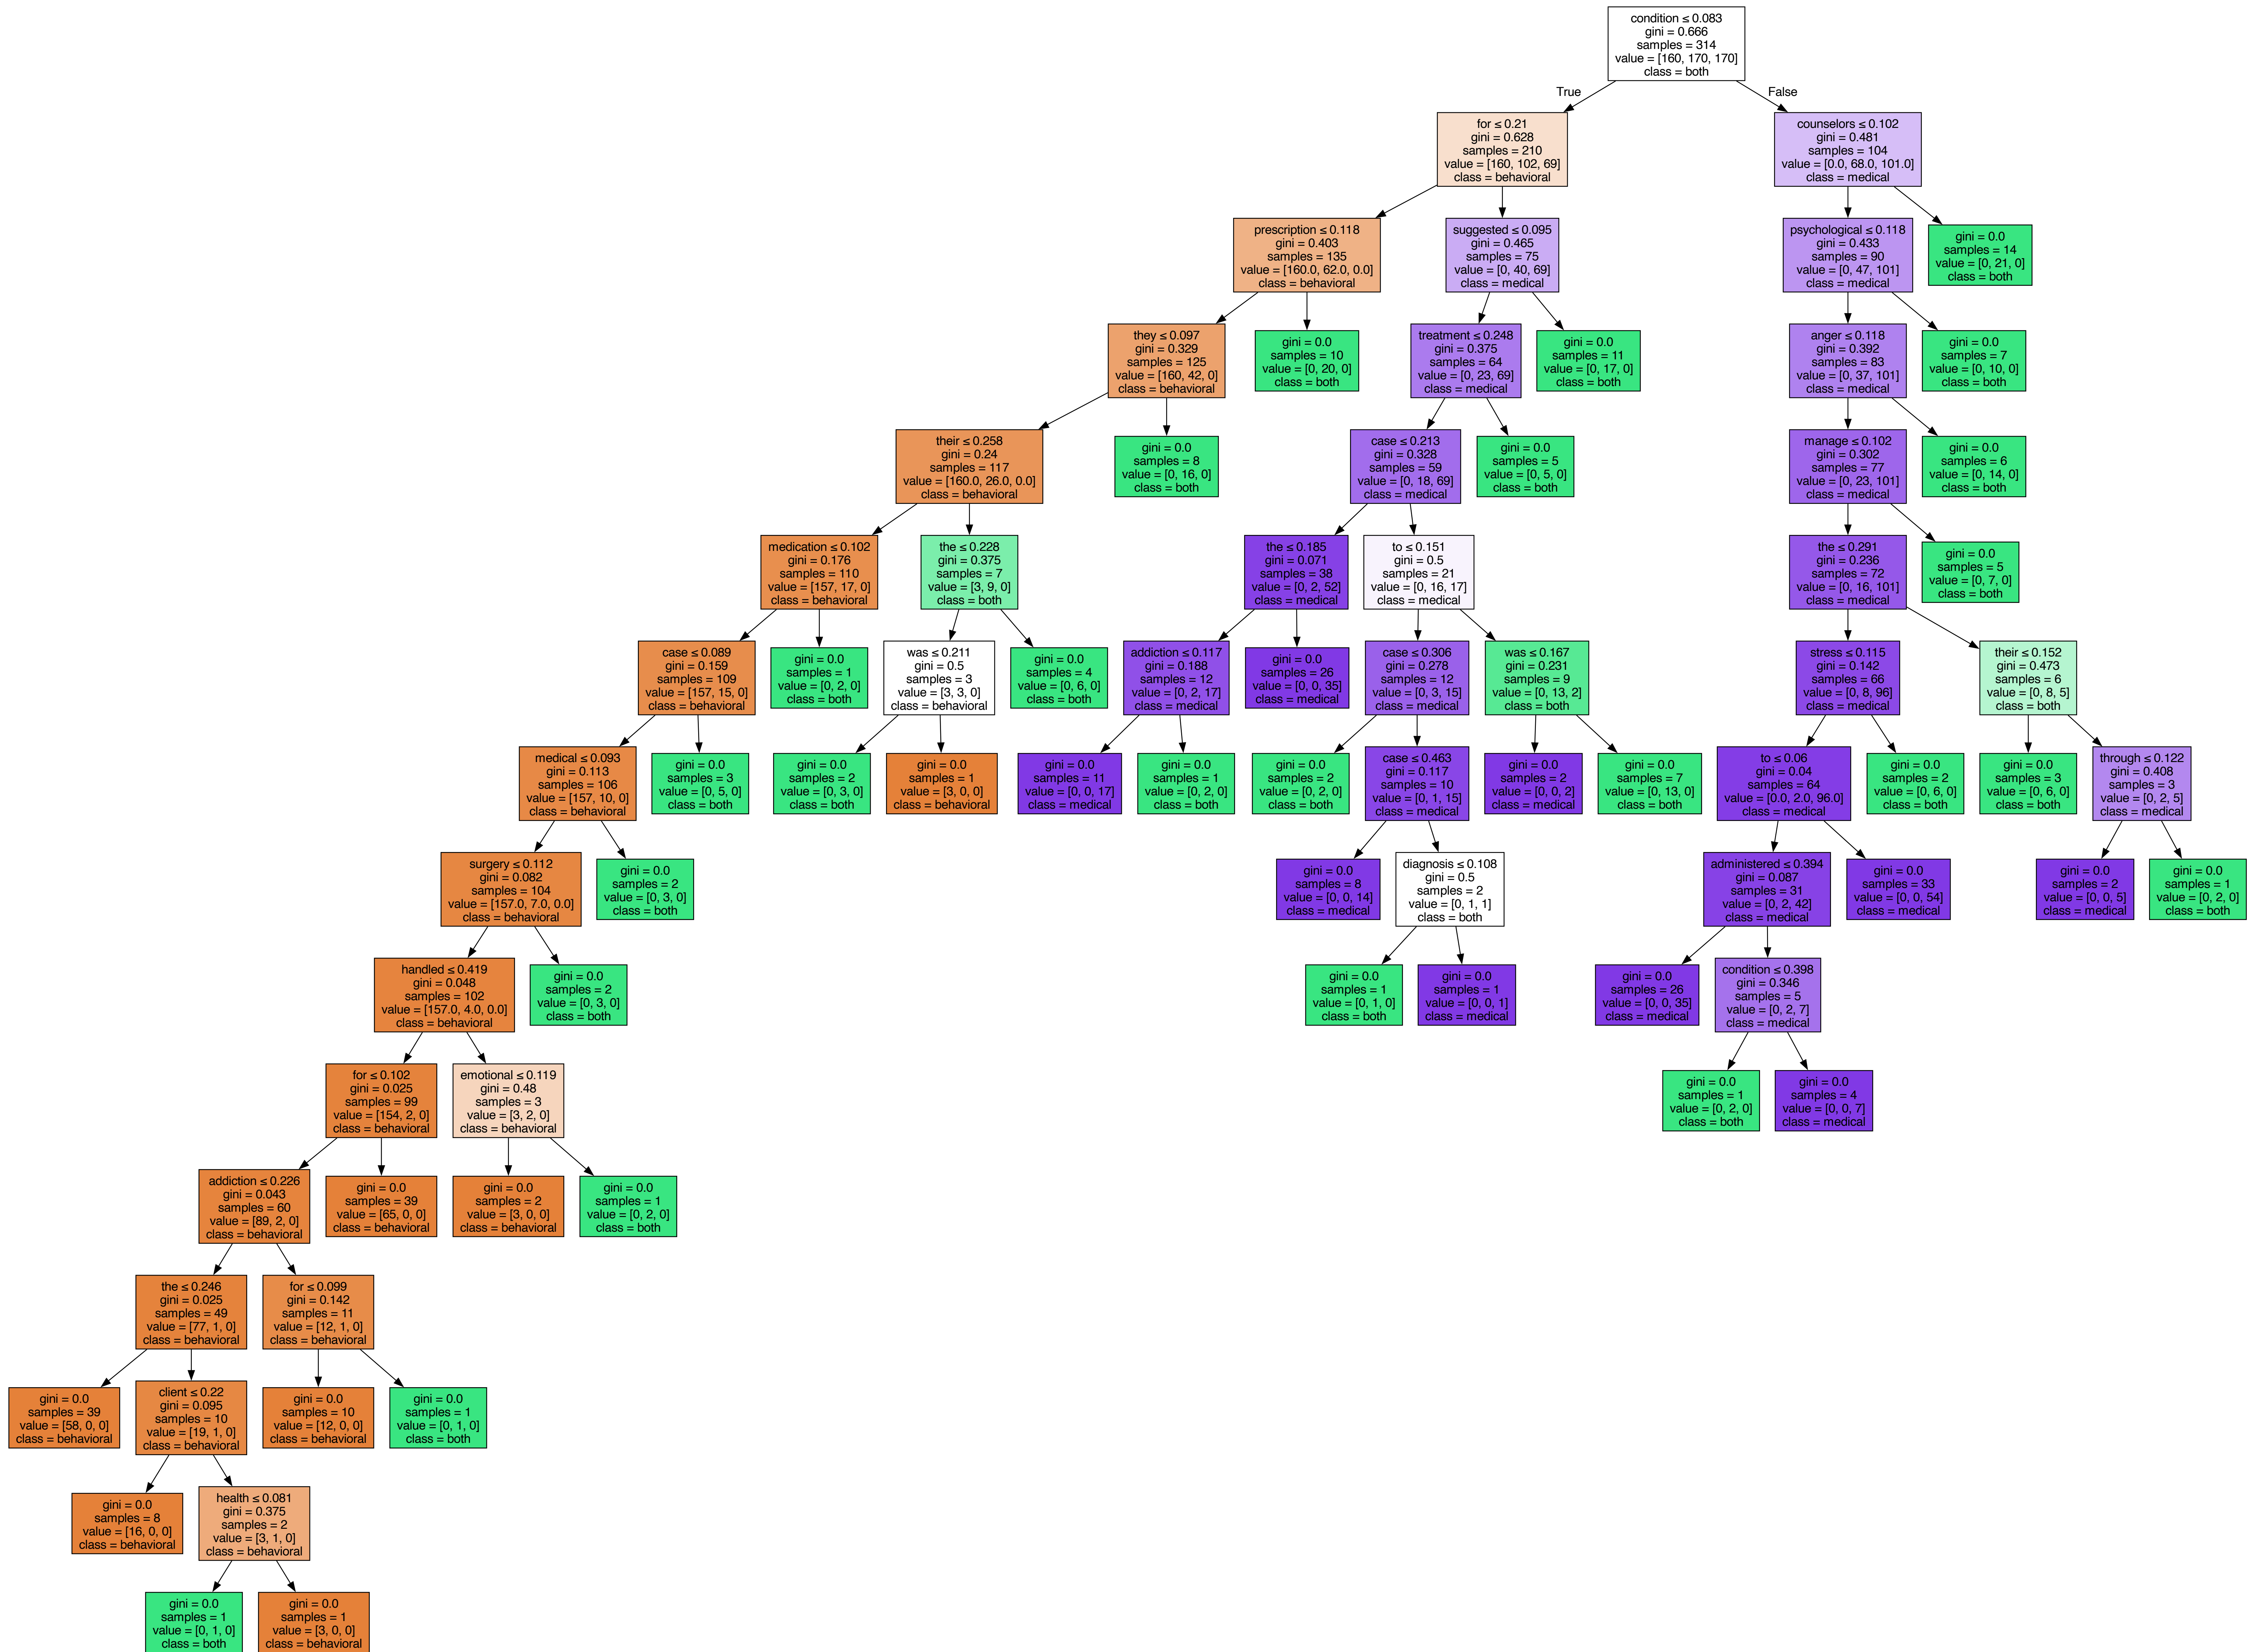 condition ≤ 0.083
gini = 0.666
samples = 314
value = [160, 170, 170]
class = both
True
False
for ≤ 0.21
gini = 0.628
samples = 210
value = [160, 102, 69]
class = behavioral
counselors ≤ 0.102
gini = 0.481
samples = 104
value = [0.0, 68.0, 101.0]
class = medical
prescription ≤ 0.118
gini = 0.403
samples = 135
value = [160.0, 62.0, 0.0]
class = behavioral
suggested ≤ 0.095
gini = 0.465
samples = 75
value = [0, 40, 69]
class = medical
psychological ≤ 0.118
gini = 0.433
samples = 90
value = [0, 47, 101]
class = medical
gini = 0.0
samples = 14
value = [0, 21, 0]
class = both
they ≤ 0.097
gini = 0.329
samples = 125
value = [160, 42, 0]
class = behavioral
gini = 0.0
samples = 10
value = [0, 20, 0]
class = both
treatment ≤ 0.248
gini = 0.375
samples = 64
value = [0, 23, 69]
class = medical
gini = 0.0
samples = 11
value = [0, 17, 0]
class = both
anger ≤ 0.118
gini = 0.392
samples = 83
value = [0, 37, 101]
class = medical
gini = 0.0
samples = 7
value = [0, 10, 0]
class = both
their ≤ 0.258
gini = 0.24
samples = 117
value = [160.0, 26.0, 0.0]
class = behavioral
gini = 0.0
samples = 8
value = [0, 16, 0]
class = both
case ≤ 0.213
gini = 0.328
samples = 59
value = [0, 18, 69]
class = medical
gini = 0.0
samples = 5
value = [0, 5, 0]
class = both
manage ≤ 0.102
gini = 0.302
samples = 77
value = [0, 23, 101]
class = medical
gini = 0.0
samples = 6
value = [0, 14, 0]
class = both
medication ≤ 0.102
gini = 0.176
samples = 110
value = [157, 17, 0]
class = behavioral
the ≤ 0.228
gini = 0.375
samples = 7
value = [3, 9, 0]
class = both
the ≤ 0.185
gini = 0.071
samples = 38
value = [0, 2, 52]
class = medical
to ≤ 0.151
gini = 0.5
samples = 21
value = [0, 16, 17]
class = medical
the ≤ 0.291
gini = 0.236
samples = 72
value = [0, 16, 101]
class = medical
gini = 0.0
samples = 5
value = [0, 7, 0]
class = both
case ≤ 0.089
gini = 0.159
samples = 109
value = [157, 15, 0]
class = behavioral
gini = 0.0
samples = 1
value = [0, 2, 0]
class = both
was ≤ 0.211
gini = 0.5
samples = 3
value = [3, 3, 0]
class = behavioral
gini = 0.0
samples = 4
value = [0, 6, 0]
class = both
addiction ≤ 0.117
gini = 0.188
samples = 12
value = [0, 2, 17]
class = medical
gini = 0.0
samples = 26
value = [0, 0, 35]
class = medical
case ≤ 0.306
gini = 0.278
samples = 12
value = [0, 3, 15]
class = medical
was ≤ 0.167
gini = 0.231
samples = 9
value = [0, 13, 2]
class = both
stress ≤ 0.115
gini = 0.142
samples = 66
value = [0, 8, 96]
class = medical
their ≤ 0.152
gini = 0.473
samples = 6
value = [0, 8, 5]
class = both
medical ≤ 0.093
gini = 0.113
samples = 106
value = [157, 10, 0]
class = behavioral
gini = 0.0
samples = 3
value = [0, 5, 0]
class = both
gini = 0.0
samples = 2
value = [0, 3, 0]
class = both
gini = 0.0
samples = 1
value = [3, 0, 0]
class = behavioral
gini = 0.0
samples = 11
value = [0, 0, 17]
class = medical
gini = 0.0
samples = 1
value = [0, 2, 0]
class = both
gini = 0.0
samples = 2
value = [0, 2, 0]
class = both
case ≤ 0.463
gini = 0.117
samples = 10
value = [0, 1, 15]
class = medical
gini = 0.0
samples = 2
value = [0, 0, 2]
class = medical
gini = 0.0
samples = 7
value = [0, 13, 0]
class = both
to ≤ 0.06
gini = 0.04
samples = 64
value = [0.0, 2.0, 96.0]
class = medical
gini = 0.0
samples = 2
value = [0, 6, 0]
class = both
gini = 0.0
samples = 3
value = [0, 6, 0]
class = both
through ≤ 0.122
gini = 0.408
samples = 3
value = [0, 2, 5]
class = medical
surgery ≤ 0.112
gini = 0.082
samples = 104
value = [157.0, 7.0, 0.0]
class = behavioral
gini = 0.0
samples = 2
value = [0, 3, 0]
class = both
gini = 0.0
samples = 8
value = [0, 0, 14]
class = medical
diagnosis ≤ 0.108
gini = 0.5
samples = 2
value = [0, 1, 1]
class = both
administered ≤ 0.394
gini = 0.087
samples = 31
value = [0, 2, 42]
class = medical
gini = 0.0
samples = 33
value = [0, 0, 54]
class = medical
gini = 0.0
samples = 2
value = [0, 0, 5]
class = medical
gini = 0.0
samples = 1
value = [0, 2, 0]
class = both
handled ≤ 0.419
gini = 0.048
samples = 102
value = [157.0, 4.0, 0.0]
class = behavioral
gini = 0.0
samples = 2
value = [0, 3, 0]
class = both
gini = 0.0
samples = 1
value = [0, 1, 0]
class = both
gini = 0.0
samples = 1
value = [0, 0, 1]
class = medical
gini = 0.0
samples = 26
value = [0, 0, 35]
class = medical
condition ≤ 0.398
gini = 0.346
samples = 5
value = [0, 2, 7]
class = medical
for ≤ 0.102
gini = 0.025
samples = 99
value = [154, 2, 0]
class = behavioral
emotional ≤ 0.119
gini = 0.48
samples = 3
value = [3, 2, 0]
class = behavioral
gini = 0.0
samples = 1
value = [0, 2, 0]
class = both
gini = 0.0
samples = 4
value = [0, 0, 7]
class = medical
addiction ≤ 0.226
gini = 0.043
samples = 60
value = [89, 2, 0]
class = behavioral
gini = 0.0
samples = 39
value = [65, 0, 0]
class = behavioral
gini = 0.0
samples = 2
value = [3, 0, 0]
class = behavioral
gini = 0.0
samples = 1
value = [0, 2, 0]
class = both
the ≤ 0.246
gini = 0.025
samples = 49
value = [77, 1, 0]
class = behavioral
for ≤ 0.099
gini = 0.142
samples = 11
value = [12, 1, 0]
class = behavioral
gini = 0.0
samples = 39
value = [58, 0, 0]
class = behavioral
client ≤ 0.22
gini = 0.095
samples = 10
value = [19, 1, 0]
class = behavioral
gini = 0.0
samples = 10
value = [12, 0, 0]
class = behavioral
gini = 0.0
samples = 1
value = [0, 1, 0]
class = both
gini = 0.0
samples = 8
value = [16, 0, 0]
class = behavioral
health ≤ 0.081
gini = 0.375
samples = 2
value = [3, 1, 0]
class = behavioral
gini = 0.0
samples = 1
value = [0, 1, 0]
class = both
gini = 0.0
samples = 1
value = [3, 0, 0]
class = behavioral